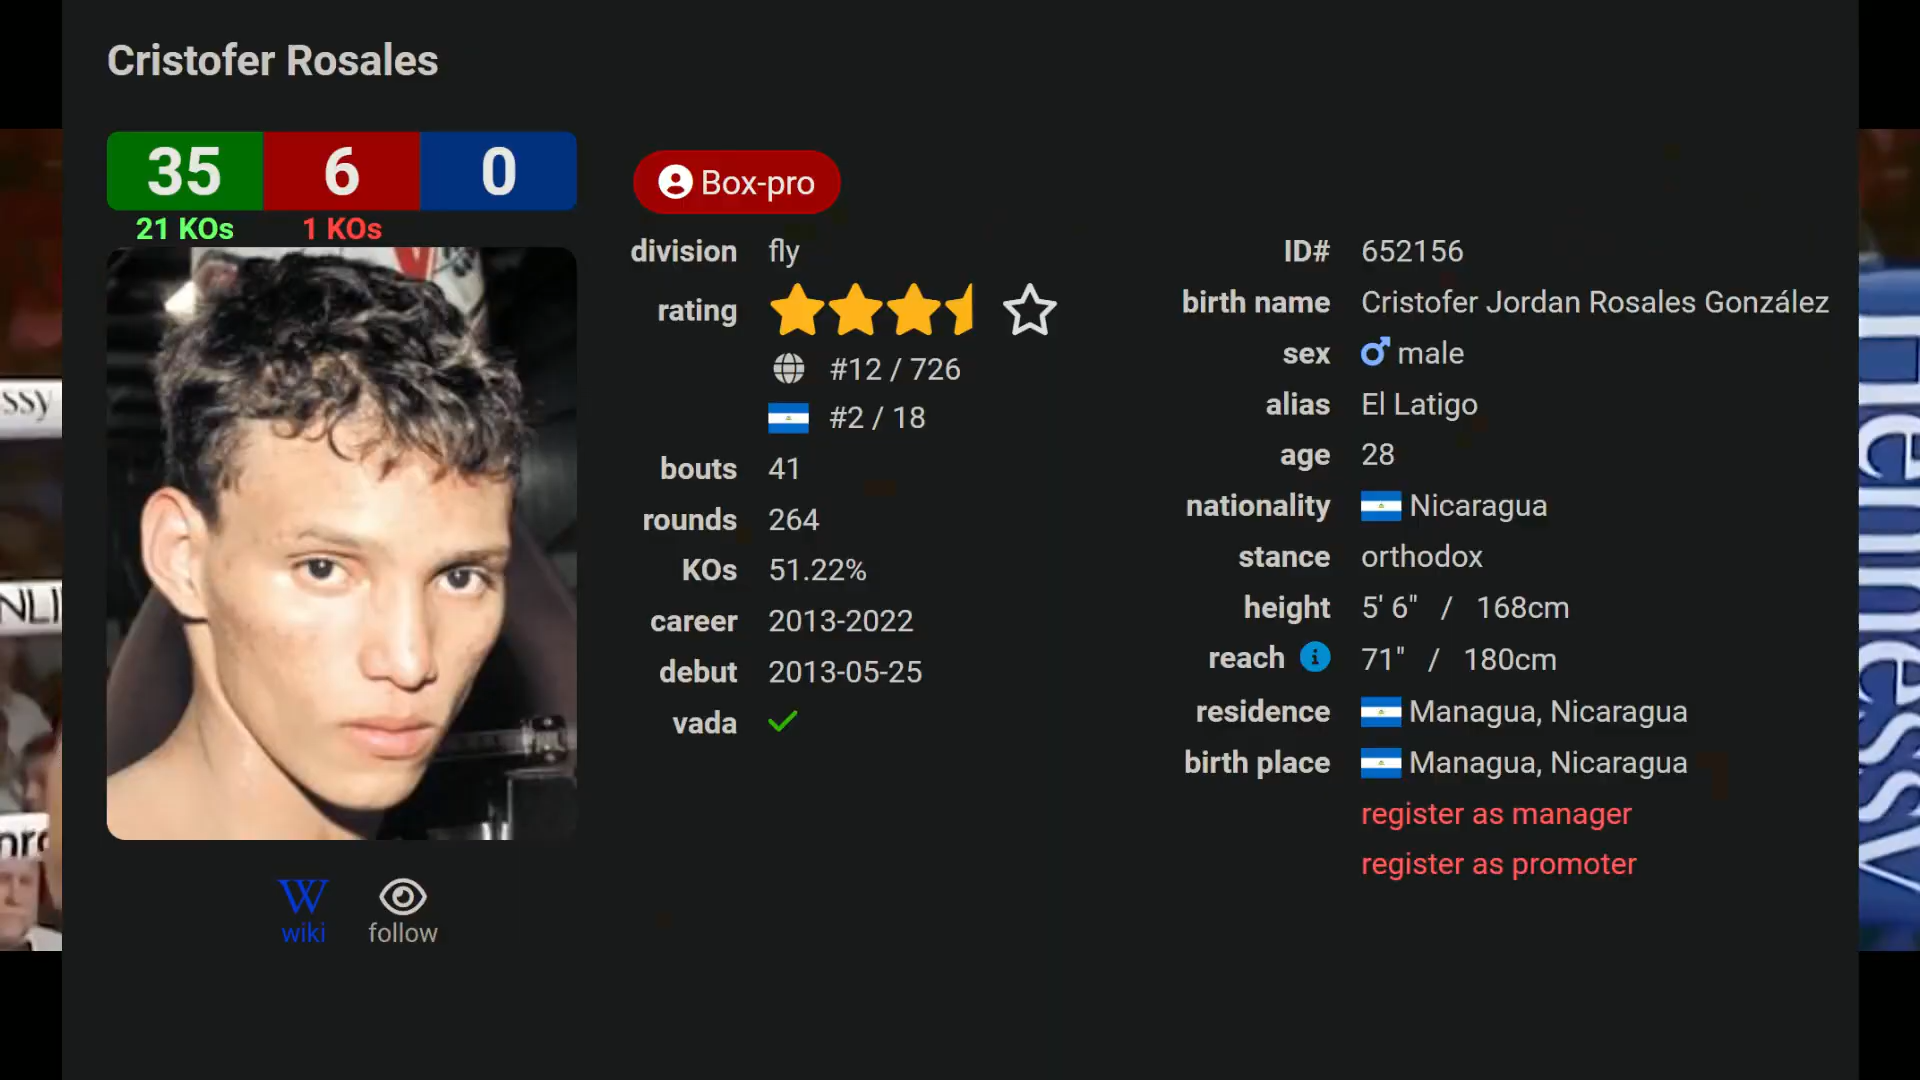 Cristofer Rosales
35 6 0
21 KOs 1 KOs
Box-pro
division fly
rating
#12 / 726
#2 / 18
bouts 41
rounds 264
KOs 51.22%
career 2013-2022
debut 2013-05-25
vada
ID# 652156
birth name Cristofer Jordan Rosales González
sex male
alias El Latigo
age 28
nationality Nicaragua
stance orthodox
height 5' 6" / 168cm
reach 71" / 180cm
residence Managua, Nicaragua
birth place Managua, Nicaragua
register as manager
register as promoter
W
wiki
follow
ssy
NLI
Hennessy